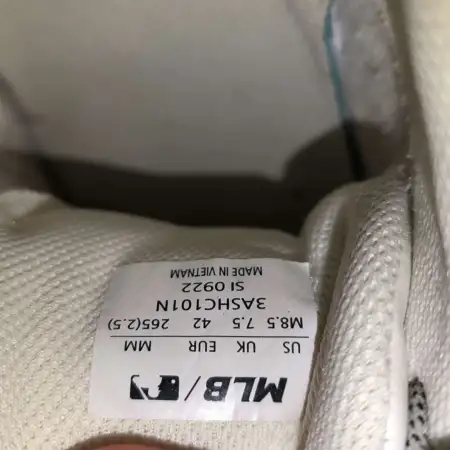 MLB/
US UK EUR MM
M8.5 7.5 42 265(2.5)
3ASHC101N
SI 0922
MADE IN VIETNAM